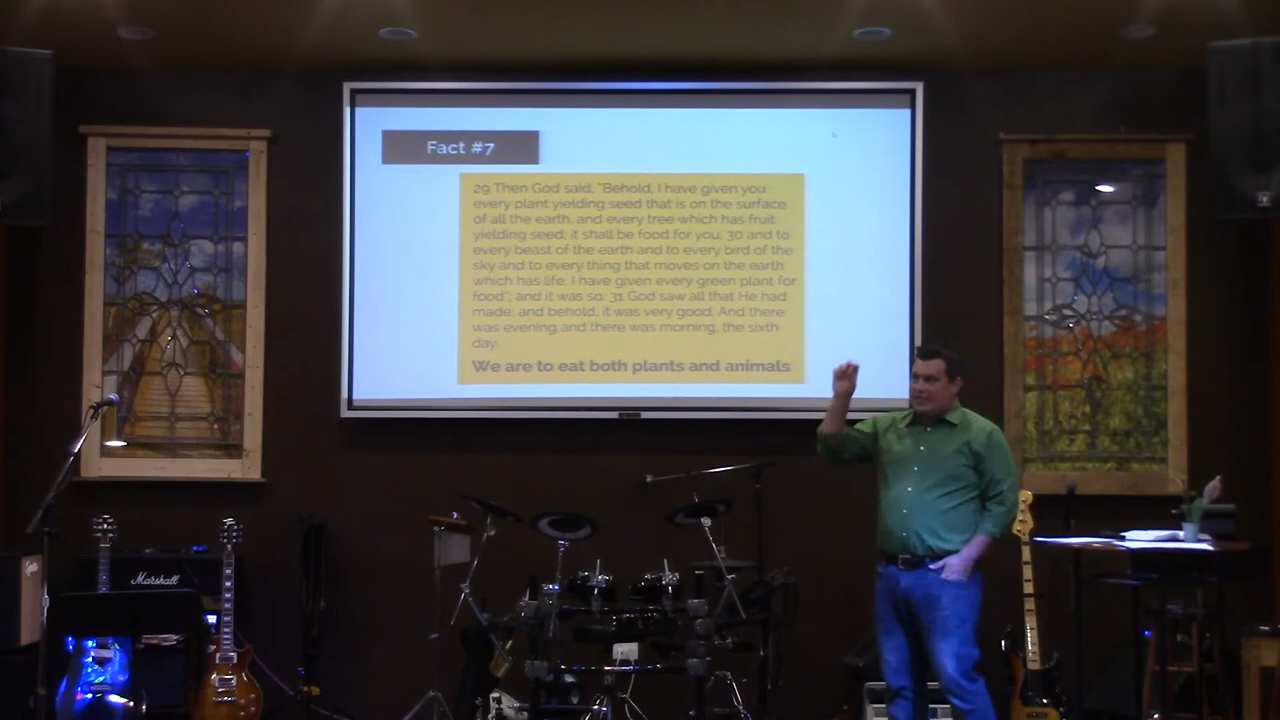 Fact #7
29 Then God said, "Behold, I have given you
every plant yielding seed that is on the surface
of all the earth, and every tree which has fruit
yielding seed; it shall be food for you; 30 and to
every beast of the earth and to every bird of the
sky and to every thing that moves on the earth
which has life, I have given every green plant for
food"; and it was so. 31 God saw all that He had
made, and behold, it was very good. And there
was evening and there was morning, the sixth
day.
We are to eat both plants and animals
Marshall